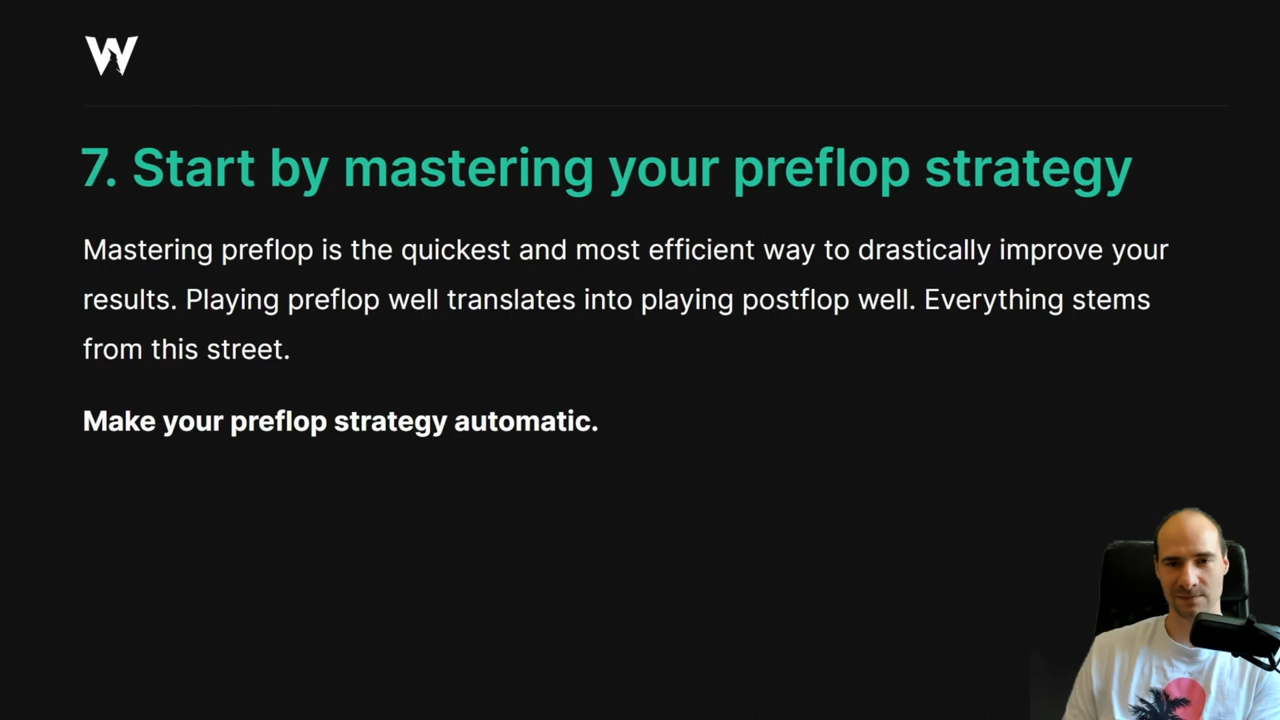 W
7. Start by mastering your preflop strategy
Mastering preflop is the quickest and most efficient way to drastically improve your
results. Playing preflop well translates into playing postflop well. Everything stems
from this street.
Make your preflop strategy automatic.